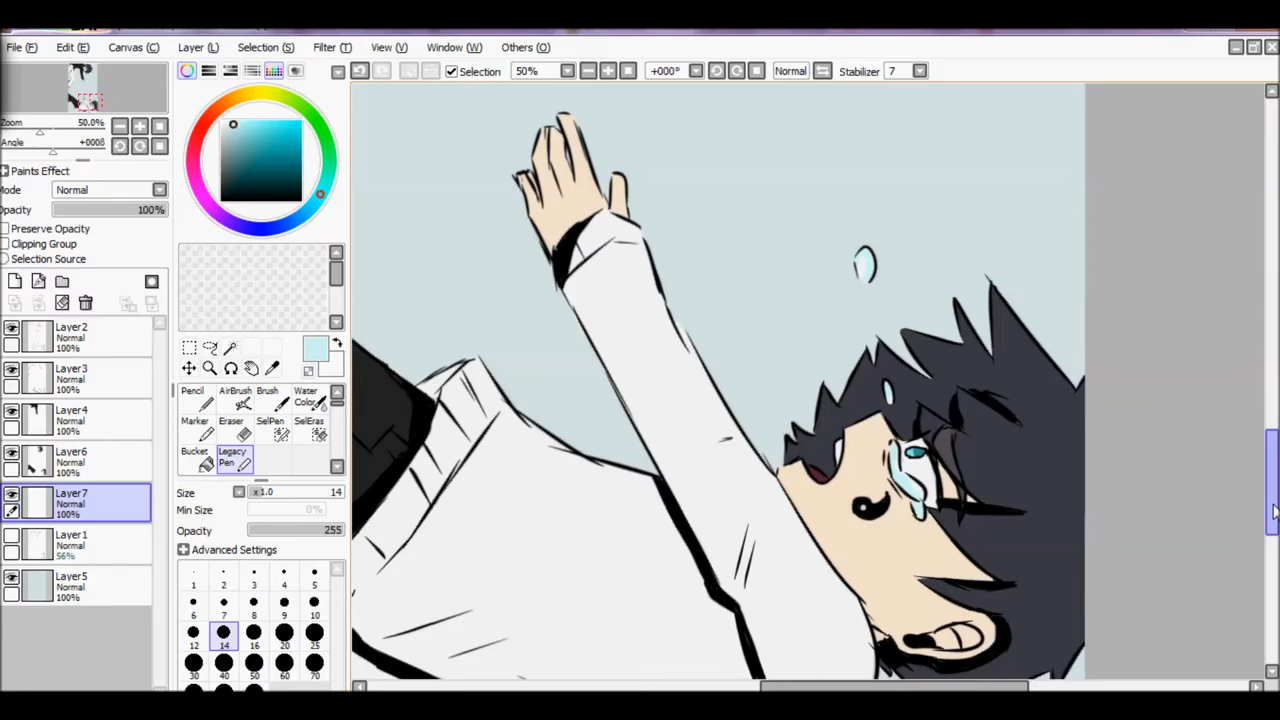 File (F) Edit (E) Canvas (C) Layer (L) Selection (S) Filter (T) View (V) Window (W) Others (O)
Selection 50% +000° Normal Stabilizer 7
Zoom 50.0%
Angle +000ß
Paints Effect
Mode Normal
Opacity 100%
Preserve Opacity
Clipping Group
Selection Source
Layer2
Normal
100%
Layer3
Normal
100%
Layer4
Normal
100%
Layer6
Normal
100%
Layer7
Normal
100%
Layer1
Normal
56%
Layer5
Normal
100%
Pencil AirBrush Brush Water Color
Marker Eraser SelPen SelEras
Bucket Legacy Pen
Size x1.0 14
Min Size 0%
Opacity 255
Advanced Settings
1 2 3 4 5
6 7 8 9 10
12 14 16 20 25
30 40 50 60 70